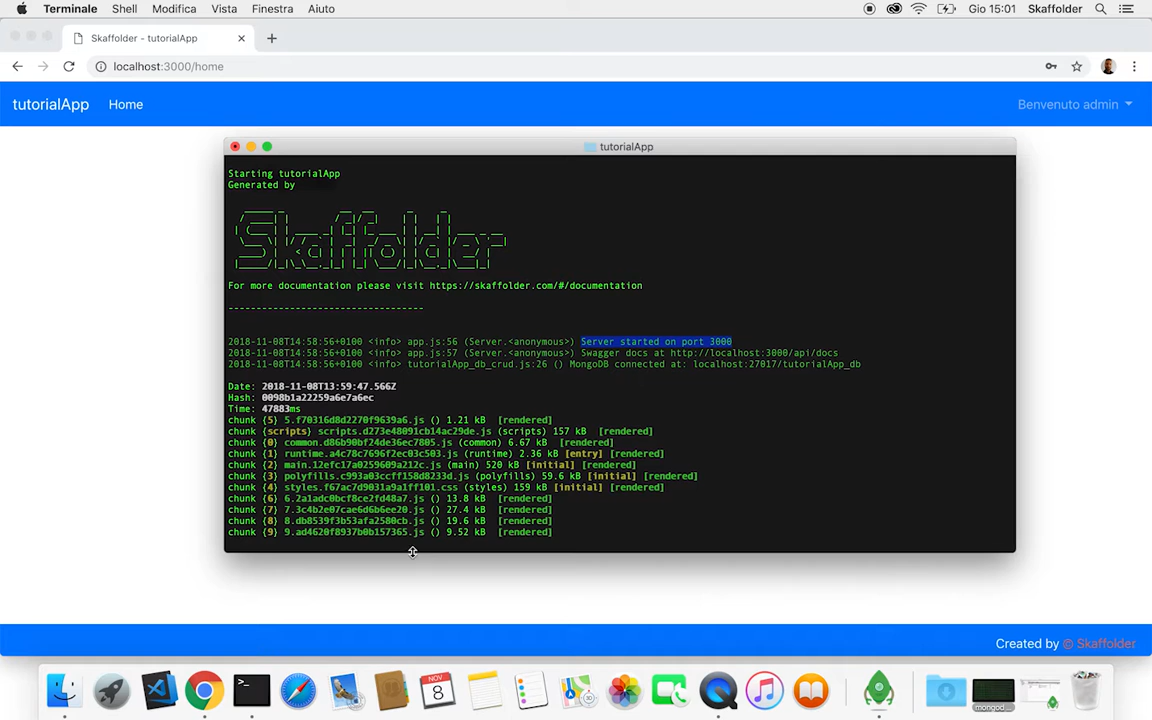 Terminale Shell Modifica Vista Finestra Aiuto Gio 15:01 Skaffolder
Skaffolder - tutorialApp
localhost:3000/home
tutorialApp Home Benvenuto admin
tutorialApp
Starting tutorialApp
Generated by
Skaffolder
For more documentation please visit https://skaffolder.com/#/documentation
-----------------------------------
2018-11-08T14:58:56+0100 <info> app.js:56 (Server.<anonymous>) Server started on port 3000
2018-11-08T14:58:56+0100 <info> app.js:57 (Server.<anonymous>) Swagger docs at http://localhost:3000/api/docs
2018-11-08T14:58:56+0100 <info> tutorialApp_db_crud.js:26 () MongoDB connected at: localhost:27017/tutorialApp_db
Date: 2018-11-08T13:59:47.566Z
Hash: 0098b1a22259a6e7a6ec
Time: 47883ms
chunk {5} 5.f70316d8d2270f9639a6.js () 1.21 kB [rendered]
chunk {scripts} scripts.d273e48091cb14ac29de.js (scripts) 157 kB [rendered]
chunk {0} common.d86b90bf24de36ec7805.js (common) 6.67 kB [rendered]
chunk {1} runtime.a4c78c7696f2ec03c503.js (runtime) 2.36 kB [entry] [rendered]
chunk {2} main.12efc17a0259609a212c.js (main) 520 kB [initial] [rendered]
chunk {3} polyfills.c993a03ccff158d8233d.js (polyfills) 59.6 kB [initial] [rendered]
chunk {4} styles.f67ac7d9031a9a1ff101.css (styles) 159 kB [initial] [rendered]
chunk {6} 6.2a1adc0bcf8ce2fd48a7.js () 13.8 kB [rendered]
chunk {7} 7.3c4b2e07cae6d6b6ee20.js () 27.4 kB [rendered]
chunk {8} 8.db8539f3b53afa2580cb.js () 19.6 kB [rendered]
chunk {9} 9.ad4620f8937b0b157365.js () 9.52 kB [rendered]
Created by © Skaffolder
NOV
8
mongod...